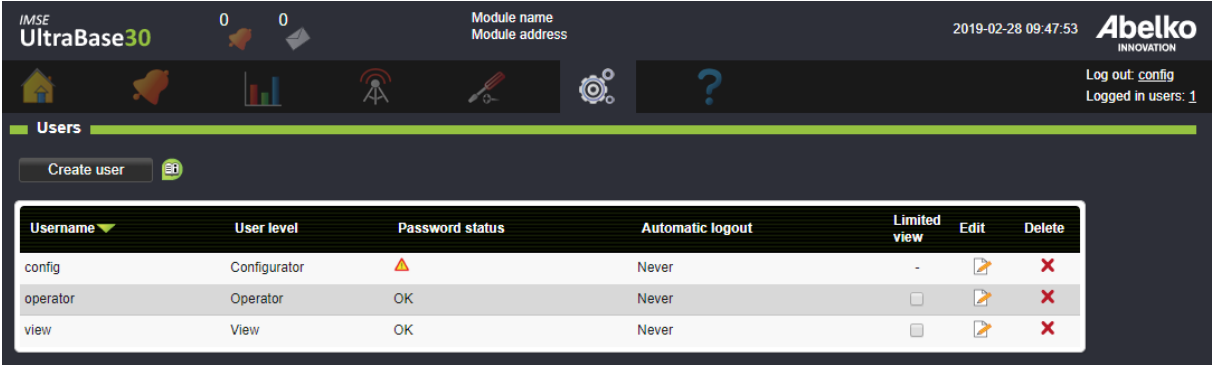 IMSE
UltraBase30
0
0
Module name
Module address
2019-02-28 09:47:53
Abelko
INNOVATION
?
Log out: config
Logged in users: 1
Users
Create user
Username User level Password status Automatic logout Limited view Edit Delete
config Configurator Never -
operator Operator OK Never
view View OK Never